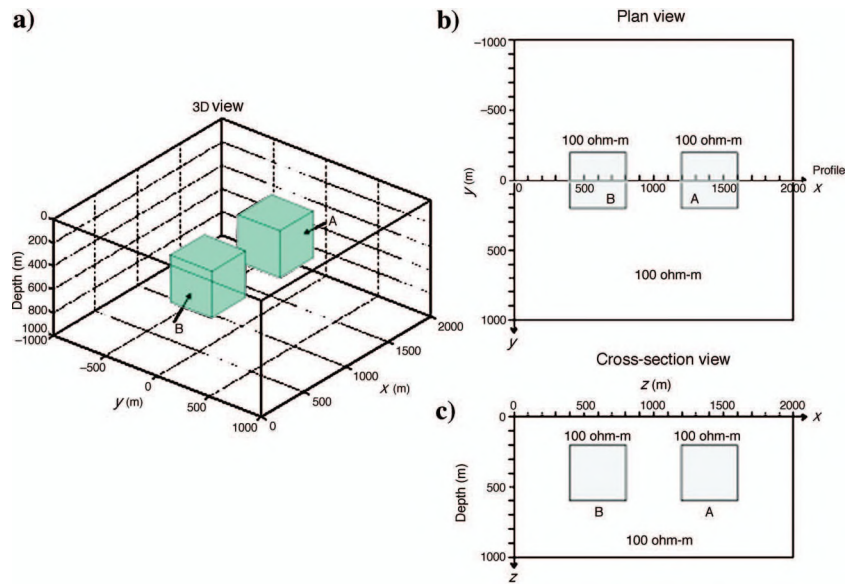 a)
3D view
A
B
0
200
400
600
800
1000
Depth (m)
−1000
−500
0
500
1000
y (m)
0
500
1000
1500
2000
x (m)
b)
Plan view
−1000
−500
0
500
1000
y (m)
y
100 ohm-m
100 ohm-m
Profile
0
500
1000
1500
2000
x
B
A
100 ohm-m
c)
Cross-section view
z (m)
0
500
1000
1500
2000
x
0
500
1000
Depth (m)
z
100 ohm-m
100 ohm-m
B
A
100 ohm-m